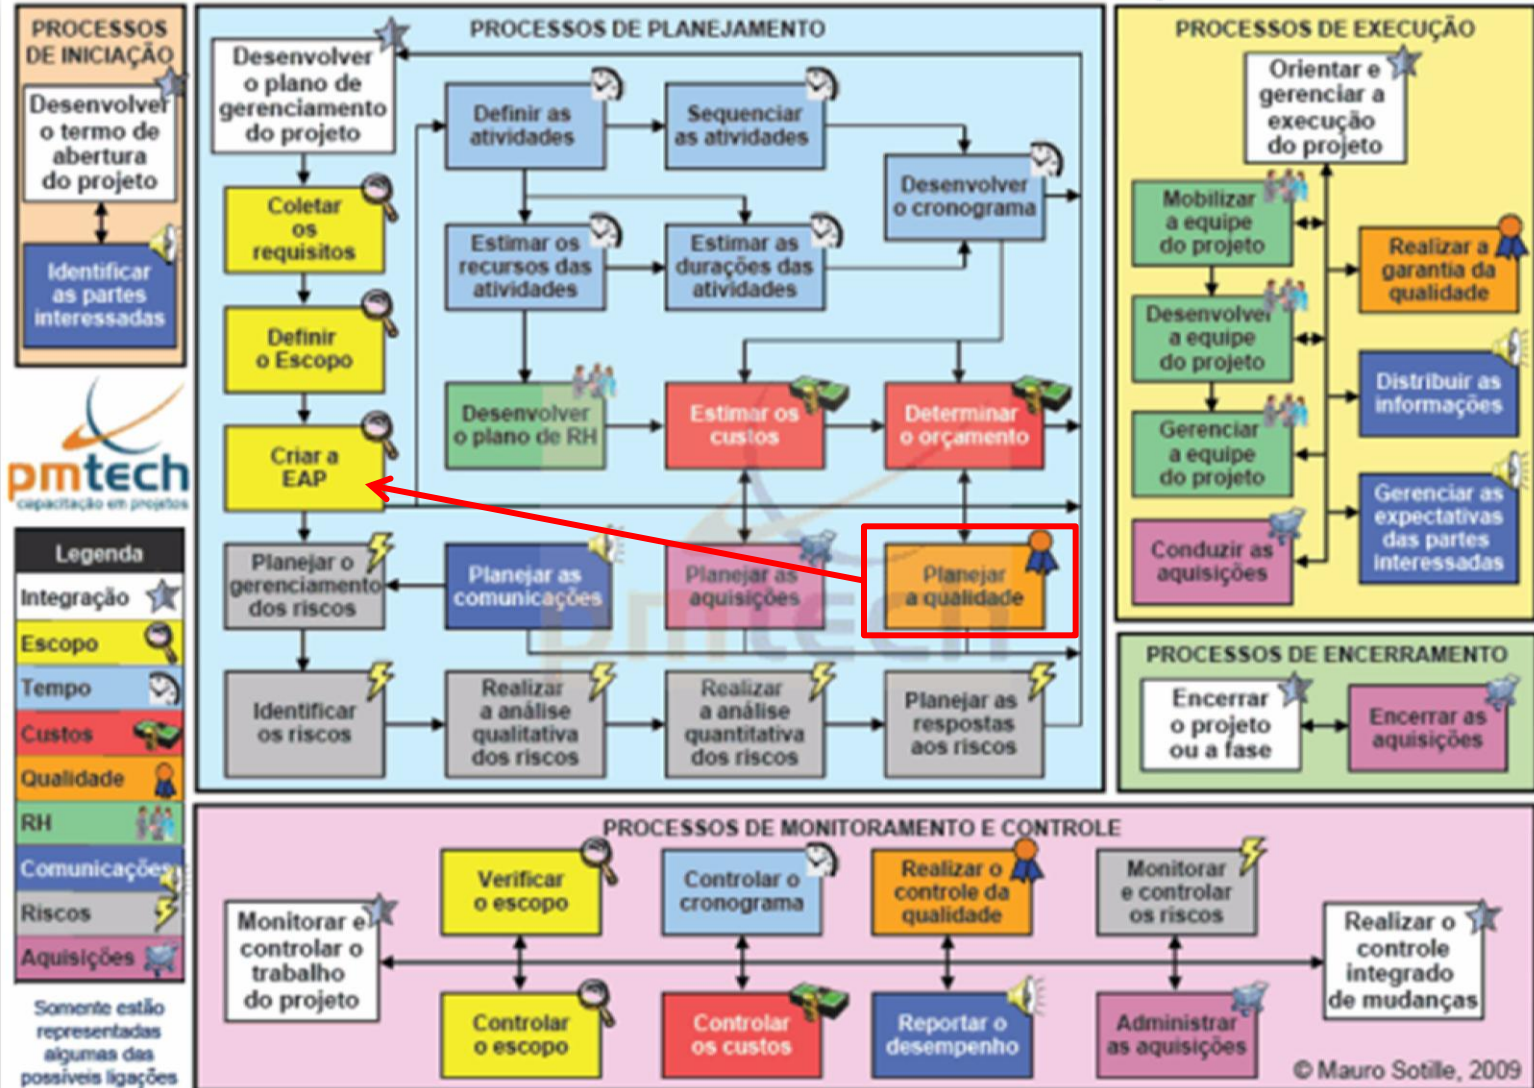 PROCESSOS
DE INICIAÇÃO
Desenvolver
o termo de
abertura
do projeto
Identificar
as partes
interessadas
pmtech
capacitação em projetos
Legenda
Integração
Escopo
Tempo
Custos
Qualidade
RH
Comunicações
Riscos
Aquisições
Somente estão
representadas
algumas das
possíveis ligações
PROCESSOS DE PLANEJAMENTO
Desenvolver
o plano de
gerenciamento
do projeto
Coletar
os
requisitos
Definir
o Escopo
Criar a
EAP
Definir as
atividades
Sequenciar
as atividades
Desenvolver
o cronograma
Estimar os
recursos das
atividades
Estimar as
durações das
atividades
Desenvolver
o plano de RH
Estimar os
custos
Determinar
o orçamento
Planejar o
gerenciamento
dos riscos
Planejar as
comunicações
Planejar as
aquisições
Planejar
a qualidade
pmtech
Identificar
os riscos
Realizar
a análise
qualitativa
dos riscos
Realizar
a análise
quantitativa
dos riscos
Planejar as
respostas
aos riscos
PROCESSOS DE EXECUÇÃO
Orientar e
gerenciar a
execução
do projeto
Mobilizar
a equipe
do projeto
Realizar a
garantia da
qualidade
Desenvolver
a equipe
do projeto
Distribuir as
informações
Gerenciar
a equipe
do projeto
Gerenciar as
expectativas
das partes
interessadas
Conduzir as
aquisições
PROCESSOS DE ENCERRAMENTO
Encerrar
o projeto
ou a fase
Encerrar as
aquisições
PROCESSOS DE MONITORAMENTO E CONTROLE
Monitorar e
controlar o
trabalho
do projeto
Verificar
o escopo
Controlar o
cronograma
Realizar o
controle da
qualidade
Monitorar
e controlar
os riscos
Controlar
o escopo
Controlar
os custos
Reportar o
desempenho
Administrar
as aquisições
Realizar o
controle
integrado
de mudanças
© Mauro Sotille, 2009